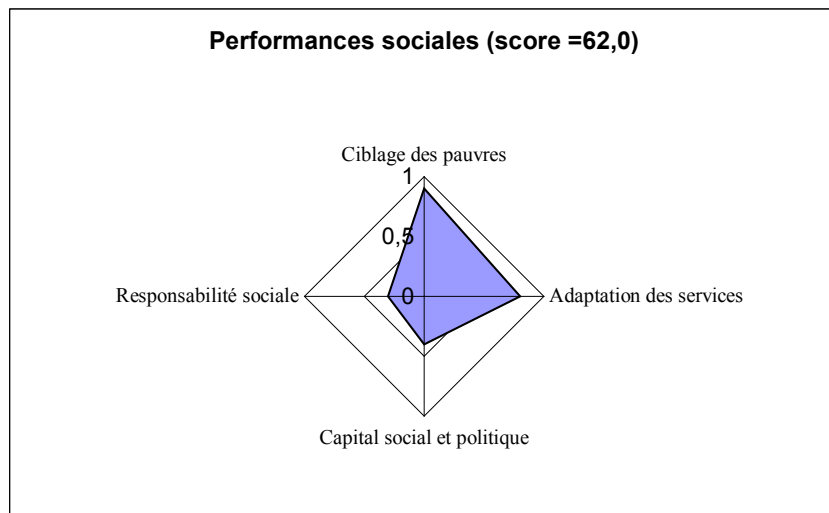 Performances sociales (score =62,0)
Ciblage des pauvres
1
0,5
Responsabilité sociale
0
Adaptation des services
Capital social et politique